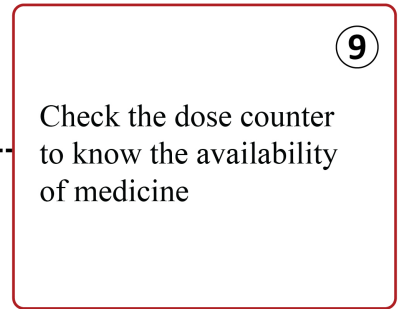 9
Check the dose counter
to know the availability
of medicine